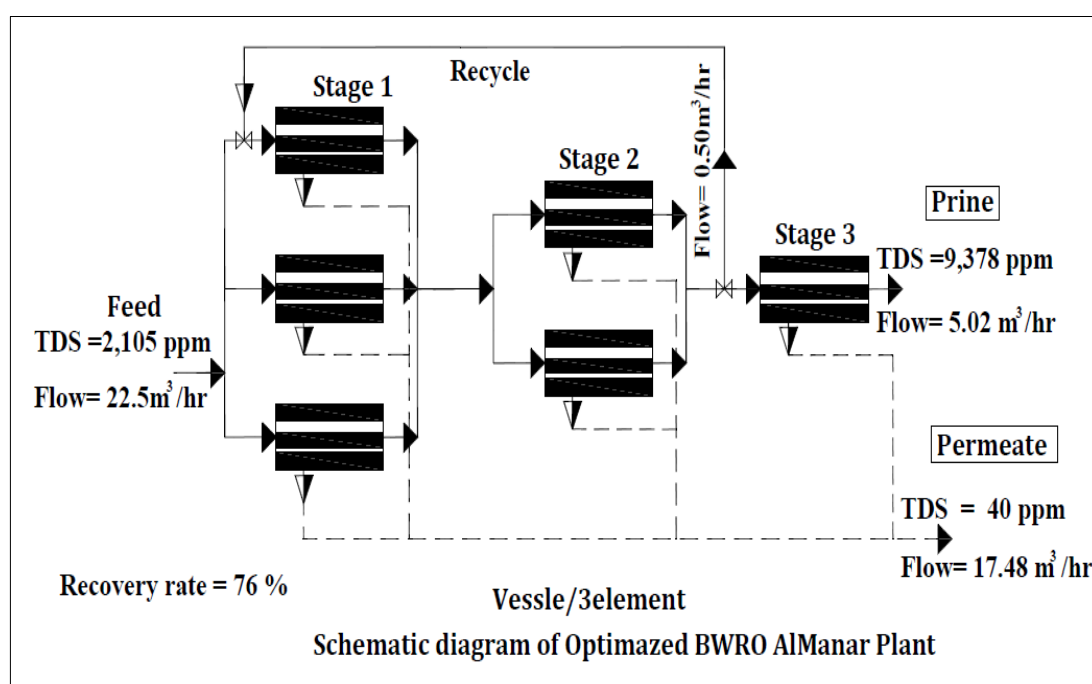 Recycle
Stage 1
Flow= 0.50m³/hr
Stage 2
Stage 3
Prine
TDS =9,378 ppm
Flow= 5.02 m³/hr
Feed
TDS =2,105 ppm
Flow= 22.5m³/hr
Permeate
TDS = 40 ppm
Flow= 17.48 m³/hr
Recovery rate = 76 %
Vessle/3element
Schematic diagram of Optimazed BWRO AlManar Plant